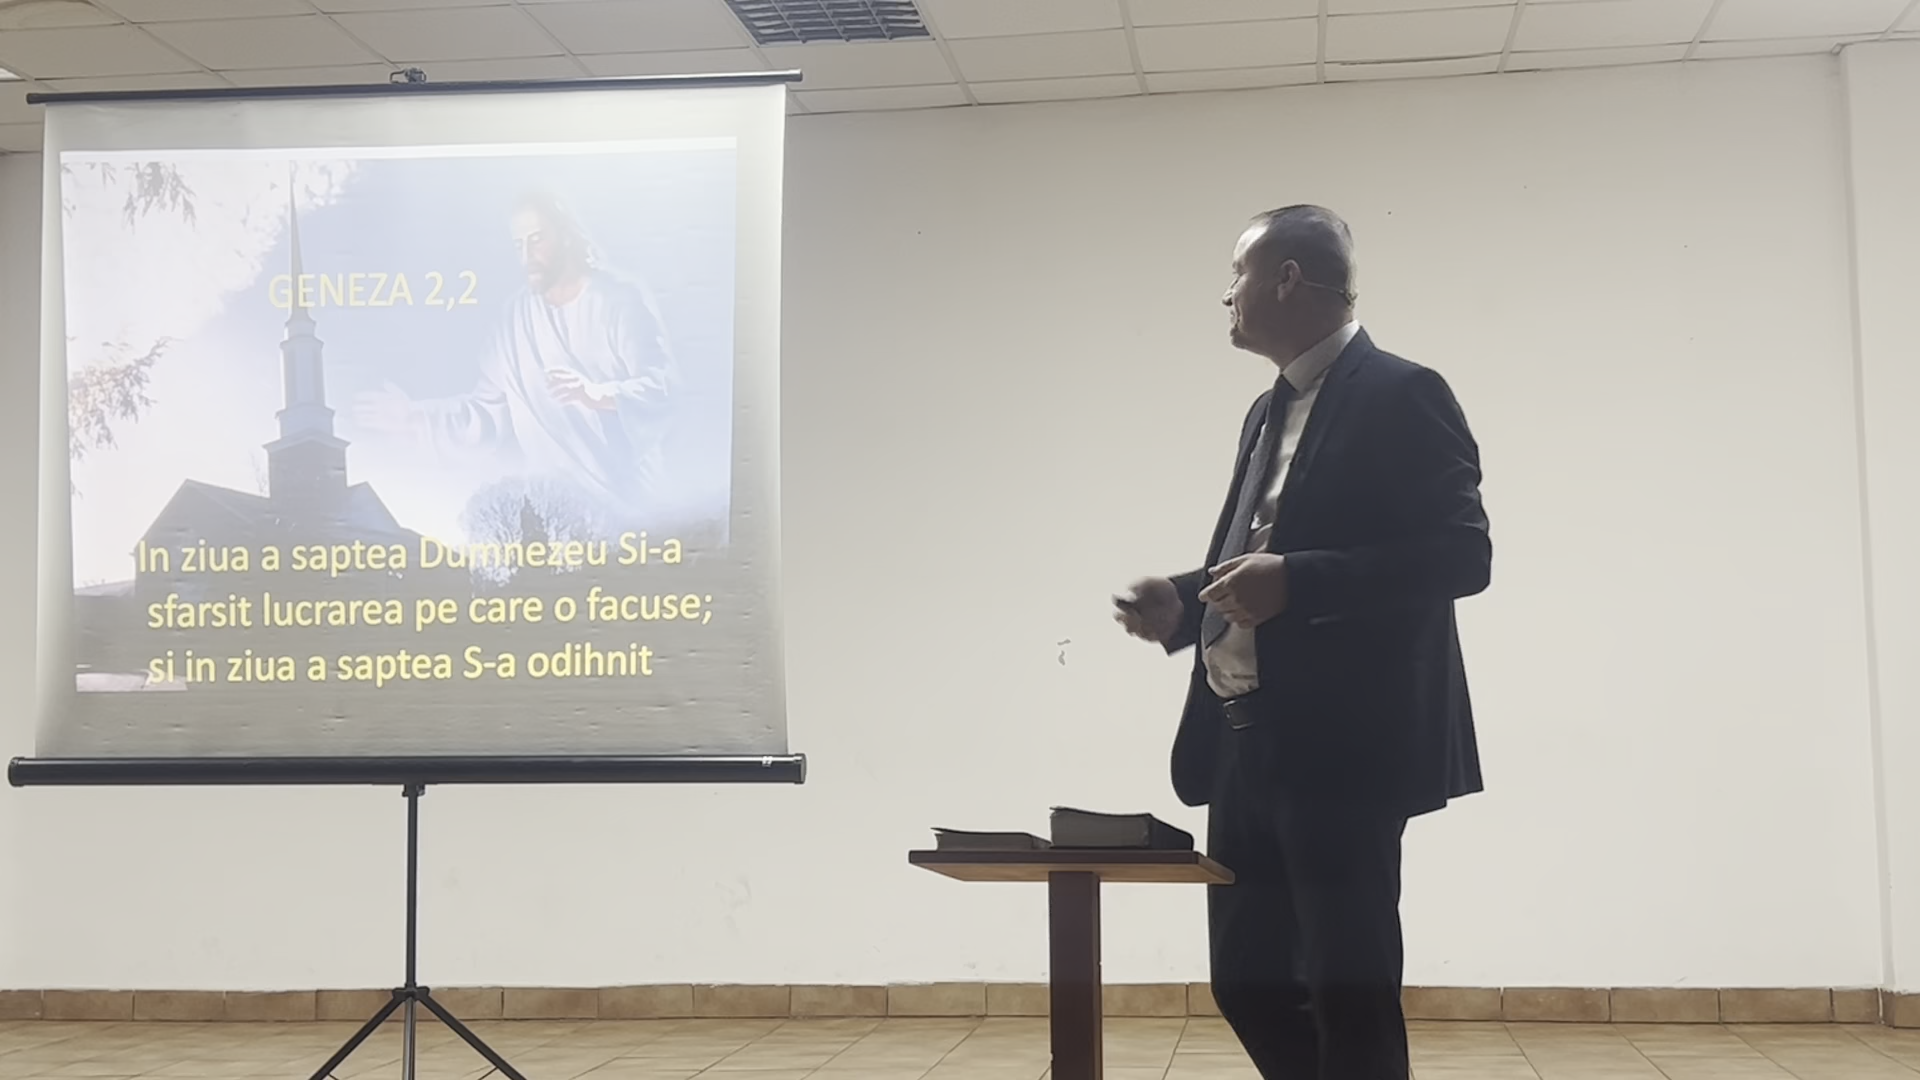 GENEZA 2,2
In ziua a saptea Dumnezeu Si-a
sfarsit lucrarea pe care o facuse;
si in ziua a saptea S-a odihnit